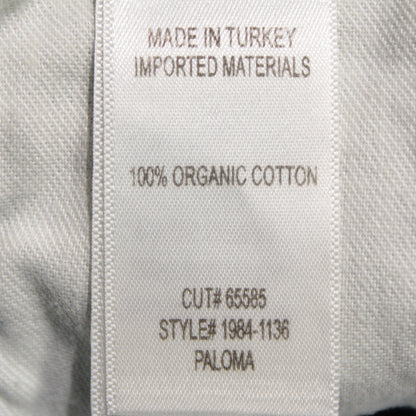 MADE IN TURKEY
IMPORTED MATERIALS
100% ORGANIC COTTON
CUT# 65585
STYLE# 1984-1136
PALOMA